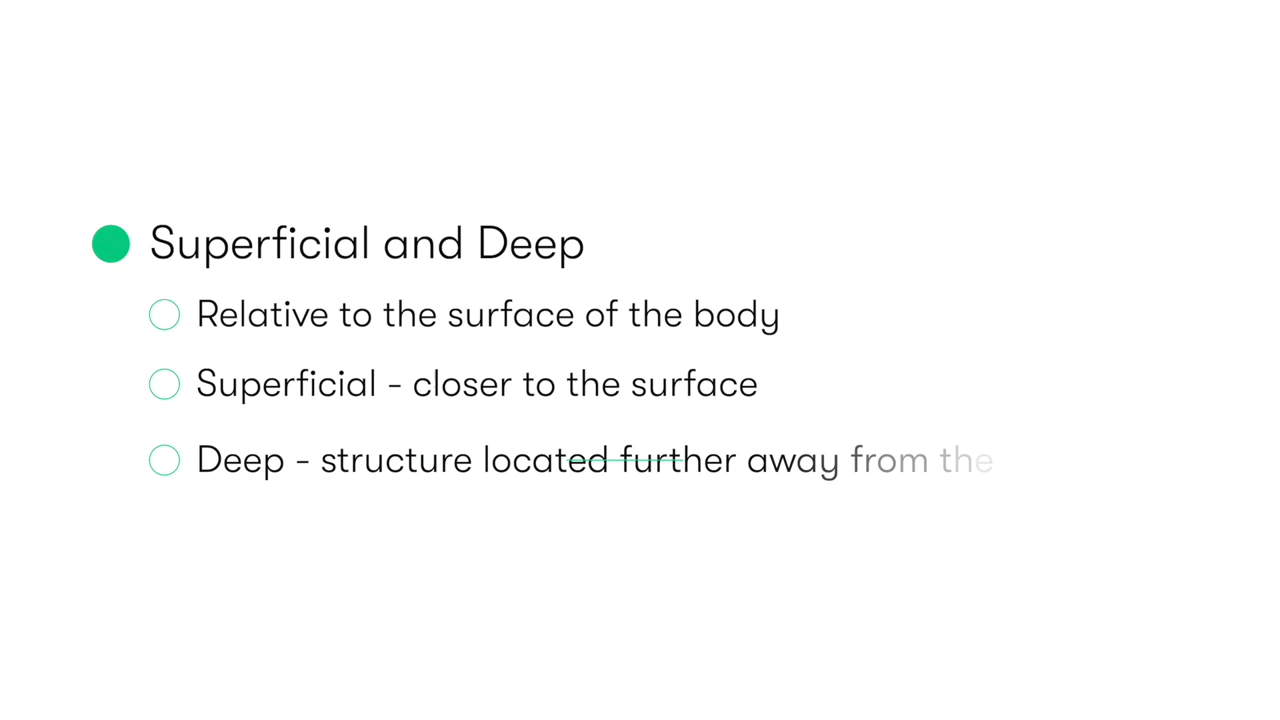 Superficial and Deep
Relative to the surface of the body
Superficial - closer to the surface
Deep - structure located further away from the